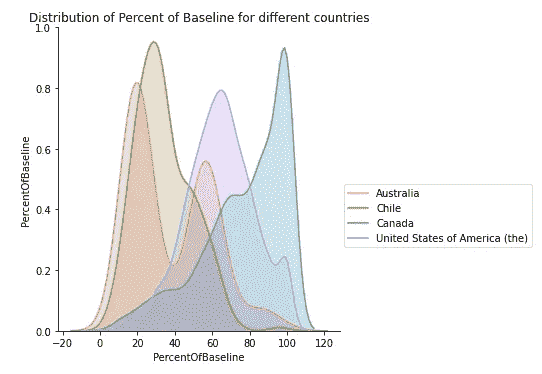 Distribution of Percent of Baseline for different countries
1.0
0.8
0.6
0.4
0.2
0.0
PercentOfBaseline
−20 0 20 40 60 80 100 120
PercentOfBaseline
Australia
Chile
Canada
United States of America (the)